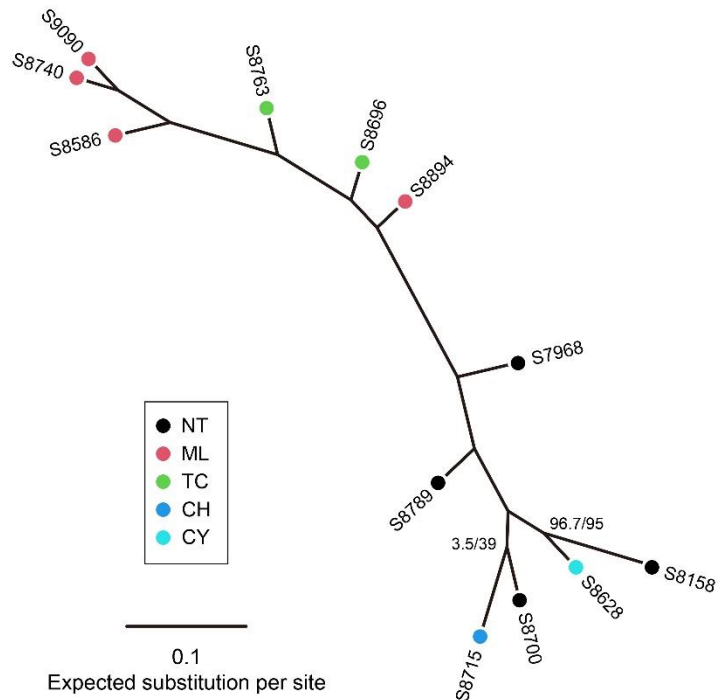 S9090
S8740
S8586
S8763
S8696
S8894
S7968
S8789
96.7/95
3.5/39
S8158
S8628
S8700
S8715
NT
ML
TC
CH
CY
0.1
Expected substitution per site